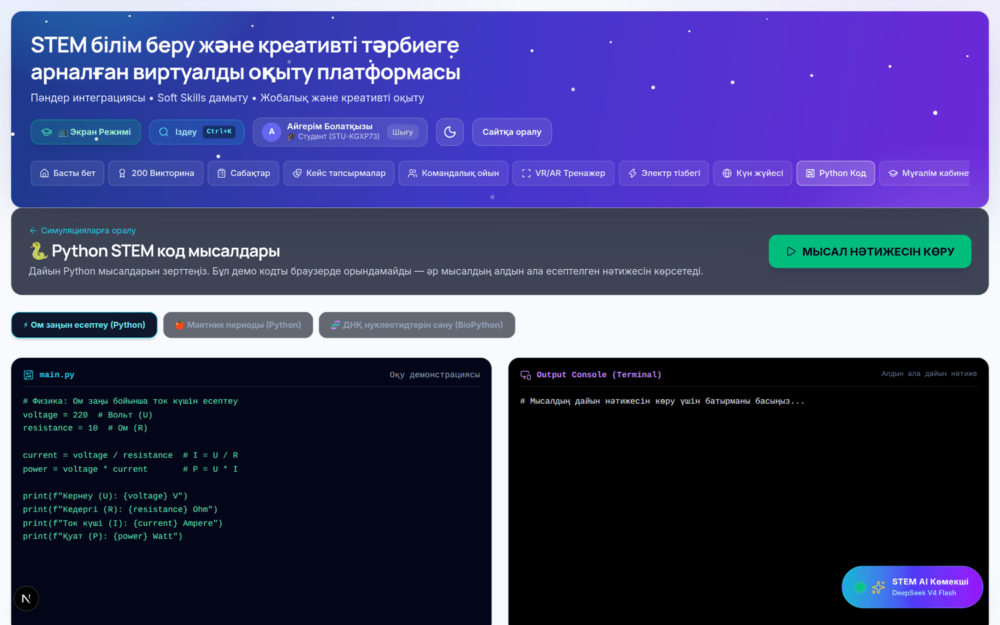 STEM білім беру және креативті тәрбиеге
арналған виртуалды оқыту платформасы
Пәндер интеграциясы • Soft Skills дамыту • Жобалық және креативті оқыту
📺 Экран Режимі
Іздеу Ctrl+K
A
Айгерім Болатқызы
🎓 Студент (STU-KGXP73)
Шығу
Сайтқа оралу
Басты бет
200 Викторина
Сабақтар
Кейс тапсырмалар
Командалық ойын
VR/AR Тренажер
Электр тізбегі
Күн жүйесі
Python Код
Мұғалім кабине
← Симуляцияларға оралу
🐍 Python STEM код мысалдары
Дайын Python мысалдарын зерттеңіз. Бұл демо кодты браузерде орындамайды — әр мысалдың алдын ала есептелген нәтижесін көрсетеді.
МЫСАЛ НӘТИЖЕСІН КӨРУ
⚡ Ом заңын есептеу (Python)
🍎 Маятник периоды (Python)
🧬 ДНҚ нуклеотидтерін сану (BioPython)
main.py
Оқу демонстрациясы
# Физика: Ом заңы бойынша ток күшін есептеу
voltage = 220  # Вольт (U)
resistance = 10  # Ом (R)
current = voltage / resistance  # I = U / R
power = voltage * current       # P = U * I
print(f"Кернеу (U): {voltage} V")
print(f"Кедергі (R): {resistance} Ohm")
print(f"Ток күші (I): {current} Ampere")
print(f"Қуат (P): {power} Watt")
Output Console (Terminal)
Алдын ала дайын нәтиже
# Мысалдың дайын нәтижесін көру үшін батырманы басыңыз...
STEM AI Көмекші
DeepSeek V4 Flash
N